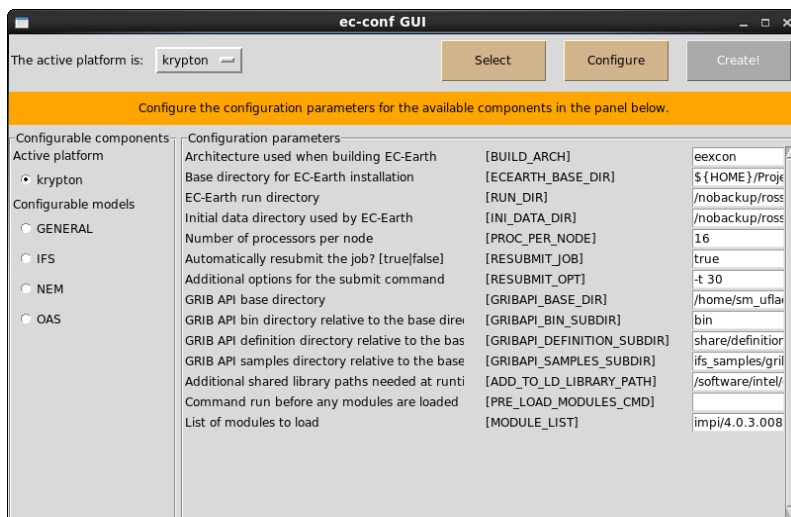 ec-conf GUI
The active platform is: krypton Select Configure Create!
Configure the configuration parameters for the available components in the panel below.
Configurable components Configuration parameters
Active platform
krypton
Configurable models
GENERAL
IFS
NEM
OAS
Architecture used when building EC-Earth [BUILD_ARCH] eexcon
Base directory for EC-Earth installation [ECEARTH_BASE_DIR] ${HOME}/Proje
EC-Earth run directory [RUN_DIR] /nobackup/ross
Initial data directory used by EC-Earth [INI_DATA_DIR] /nobackup/ross
Number of processors per node [PROC_PER_NODE] 16
Automatically resubmit the job? [true|false] [RESUBMIT_JOB] true
Additional options for the submit command [RESUBMIT_OPT] -t 30
GRIB API base directory [GRIBAPI_BASE_DIR] /home/sm_uflad
GRIB API bin directory relative to the base dire [GRIBAPI_BIN_SUBDIR] bin
GRIB API definition directory relative to the bas [GRIBAPI_DEFINITION_SUBDIR] share/definition
GRIB API samples directory relative to the base [GRIBAPI_SAMPLES_SUBDIR] ifs_samples/gri
Additional shared library paths needed at runti [ADD_TO_LD_LIBRARY_PATH] /software/intel/
Command run before any modules are loaded [PRE_LOAD_MODULES_CMD]
List of modules to load [MODULE_LIST] impi/4.0.3.008